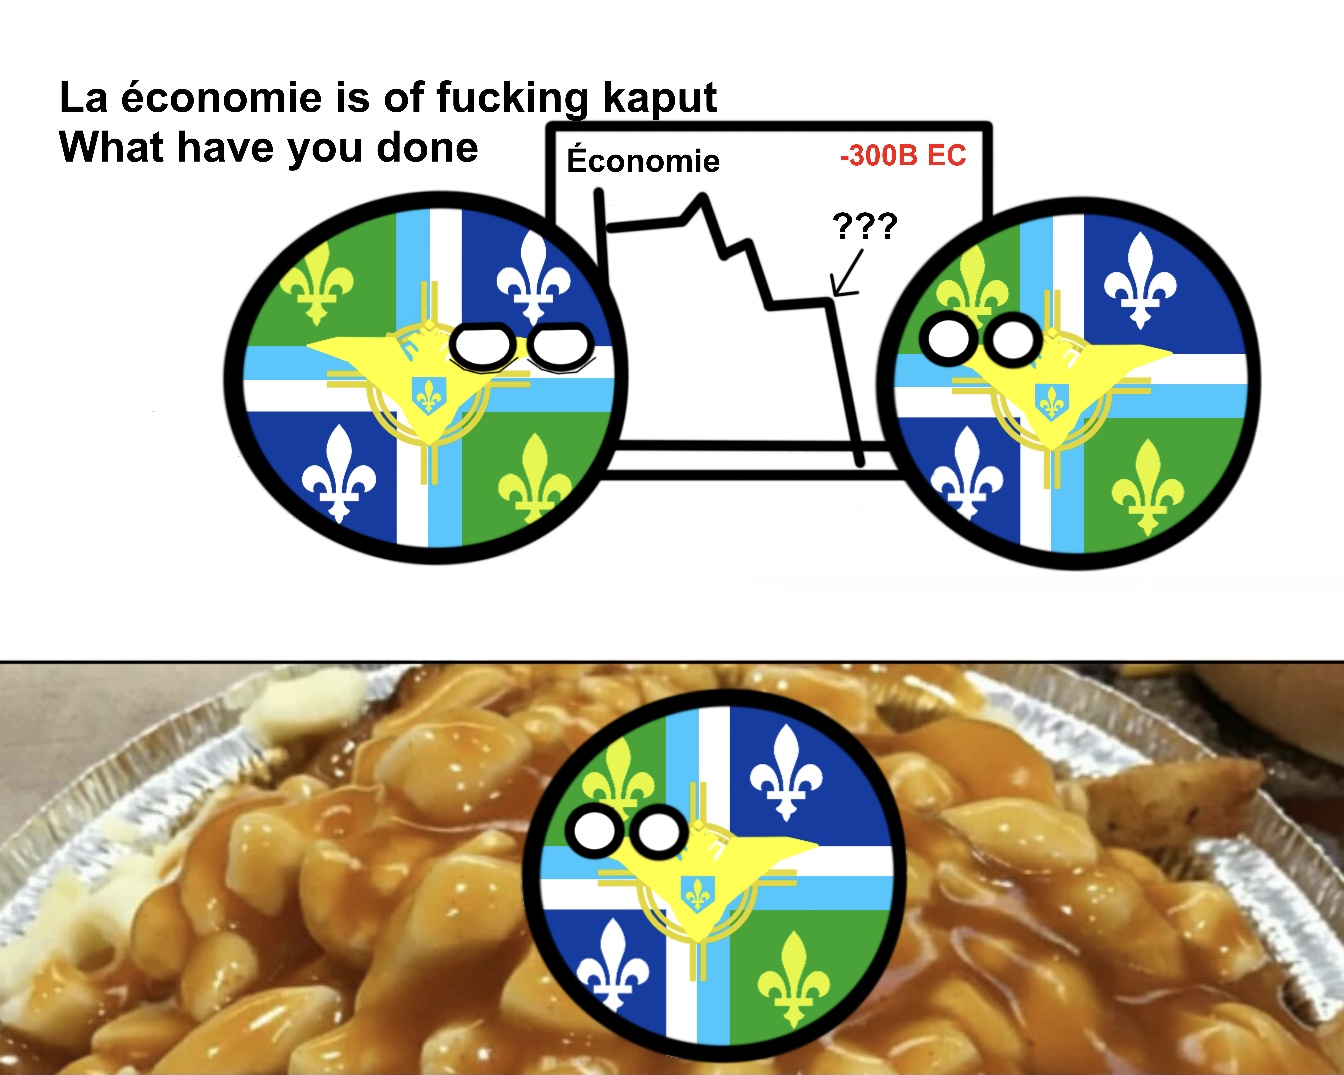 La économie is of fucking kaput
What have you done
Économie
-300B EC
???